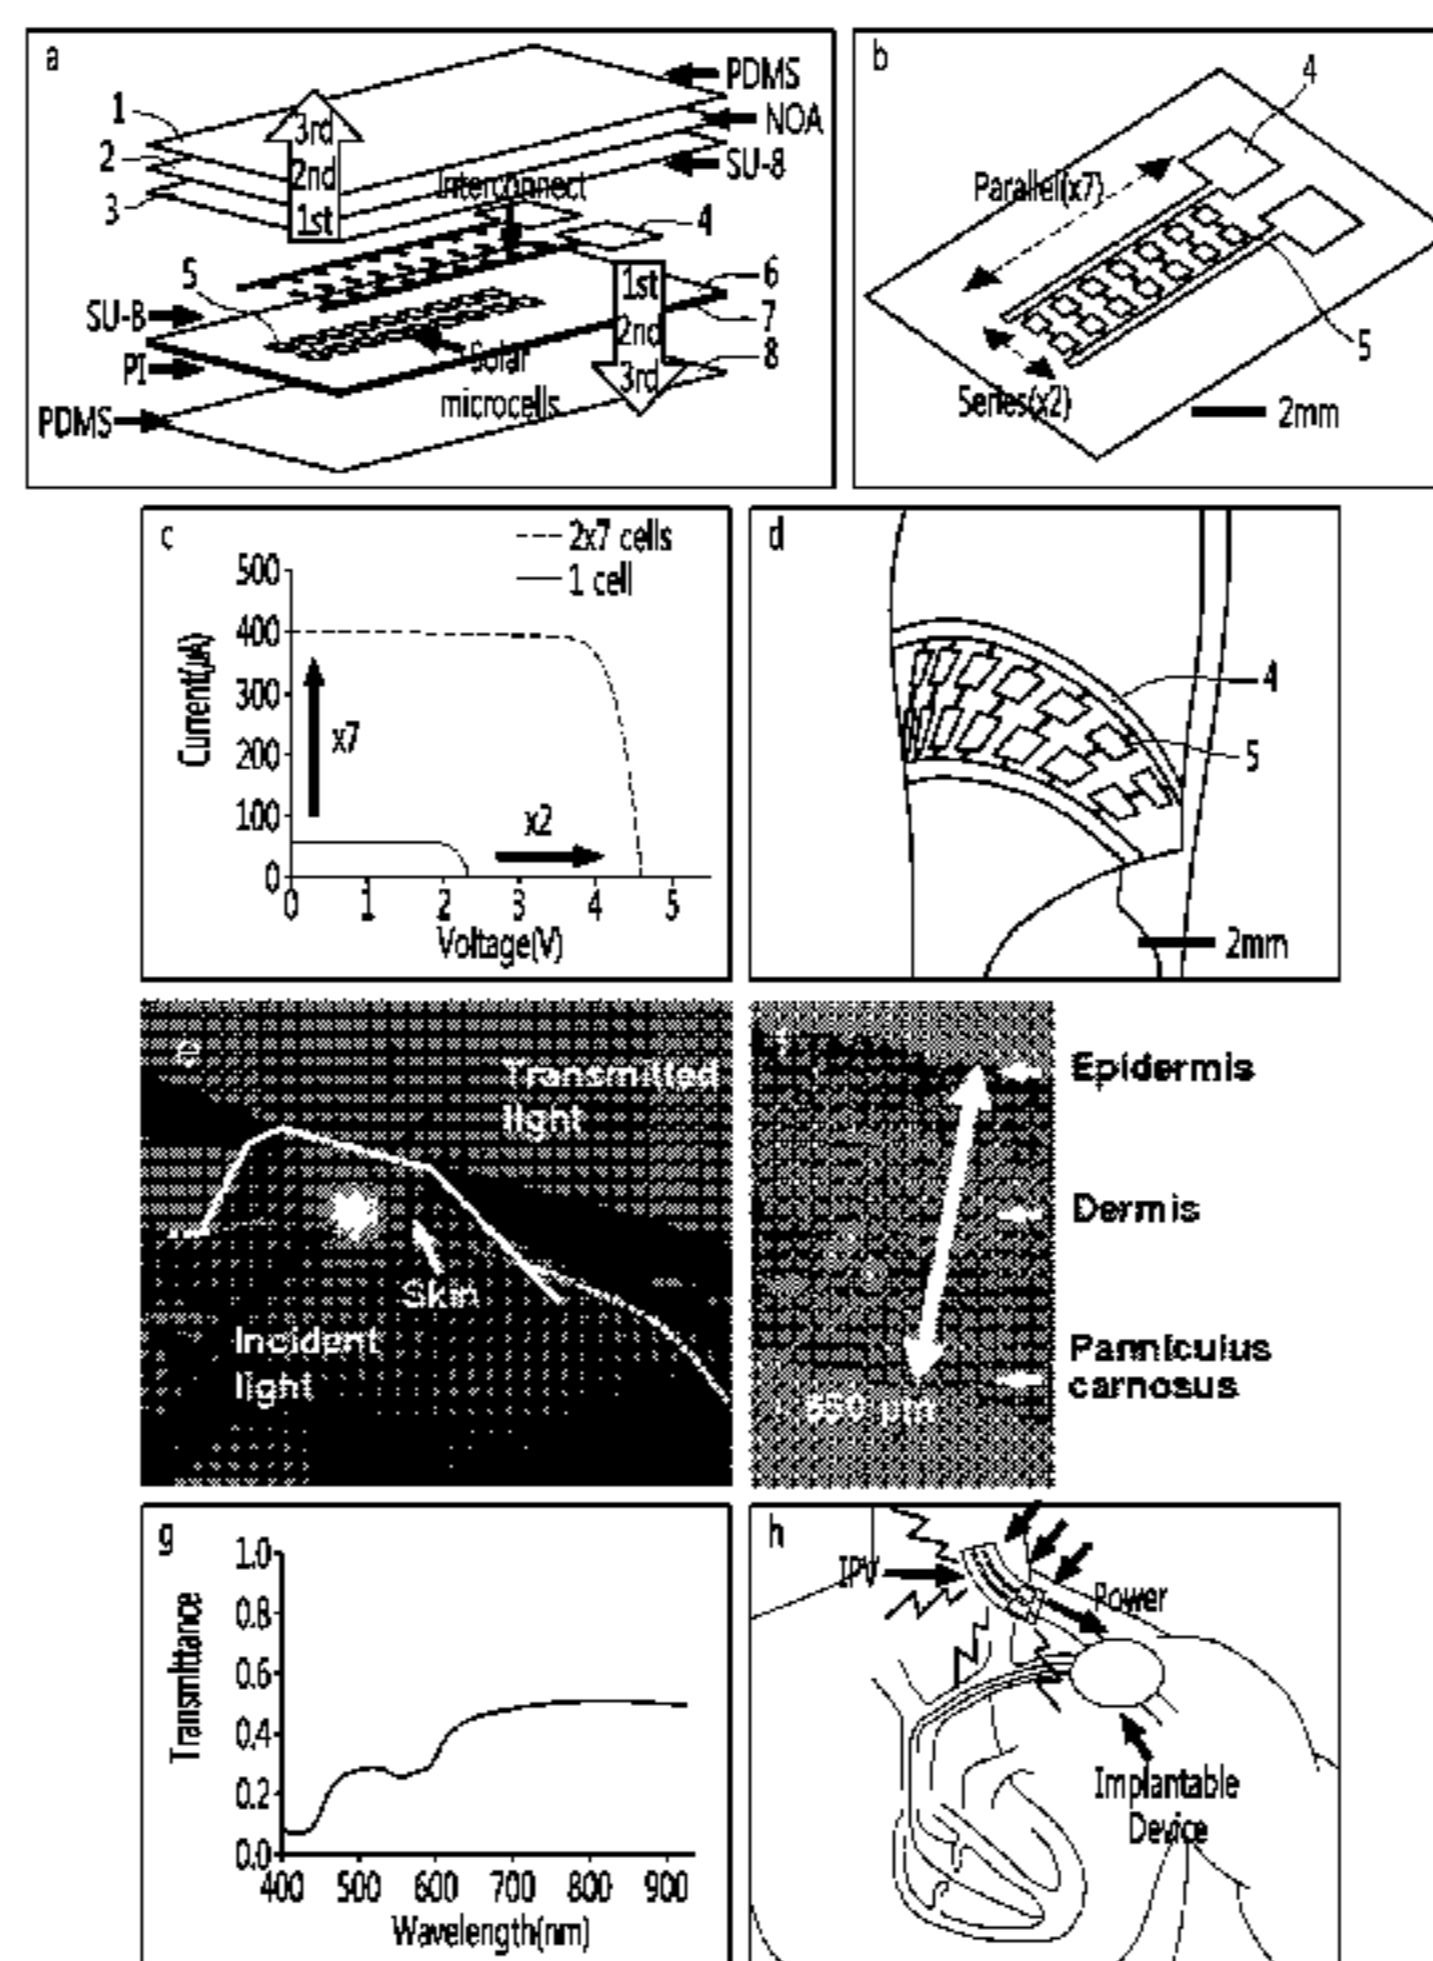 a
1
2
3
3rd
2nd
1st
PDMS
NOA
SU-8
Interconnect
4
5
6
7
8
1st
2nd
3rd
SU-B
PI
PDMS
Solar
microcells
b
4
Parallel(x7)
5
Series(x2)
2mm
c
2x7 cells
1 cell
500
400
300
200
100
0
Current(μA)
x7
x2
0 1 2 3 4 5
Voltage(V)
d
4
5
2mm
e
Transmitted
light
Skin
Incident
light
f
Epidermis
Dermis
Panniculus
carnosus
650 μm
g
1.0
0.8
0.6
0.4
0.2
0.0
Transmittance
400 500 600 700 800 900
Wavelength(nm)
h
IPV
Power
Implantable
Device